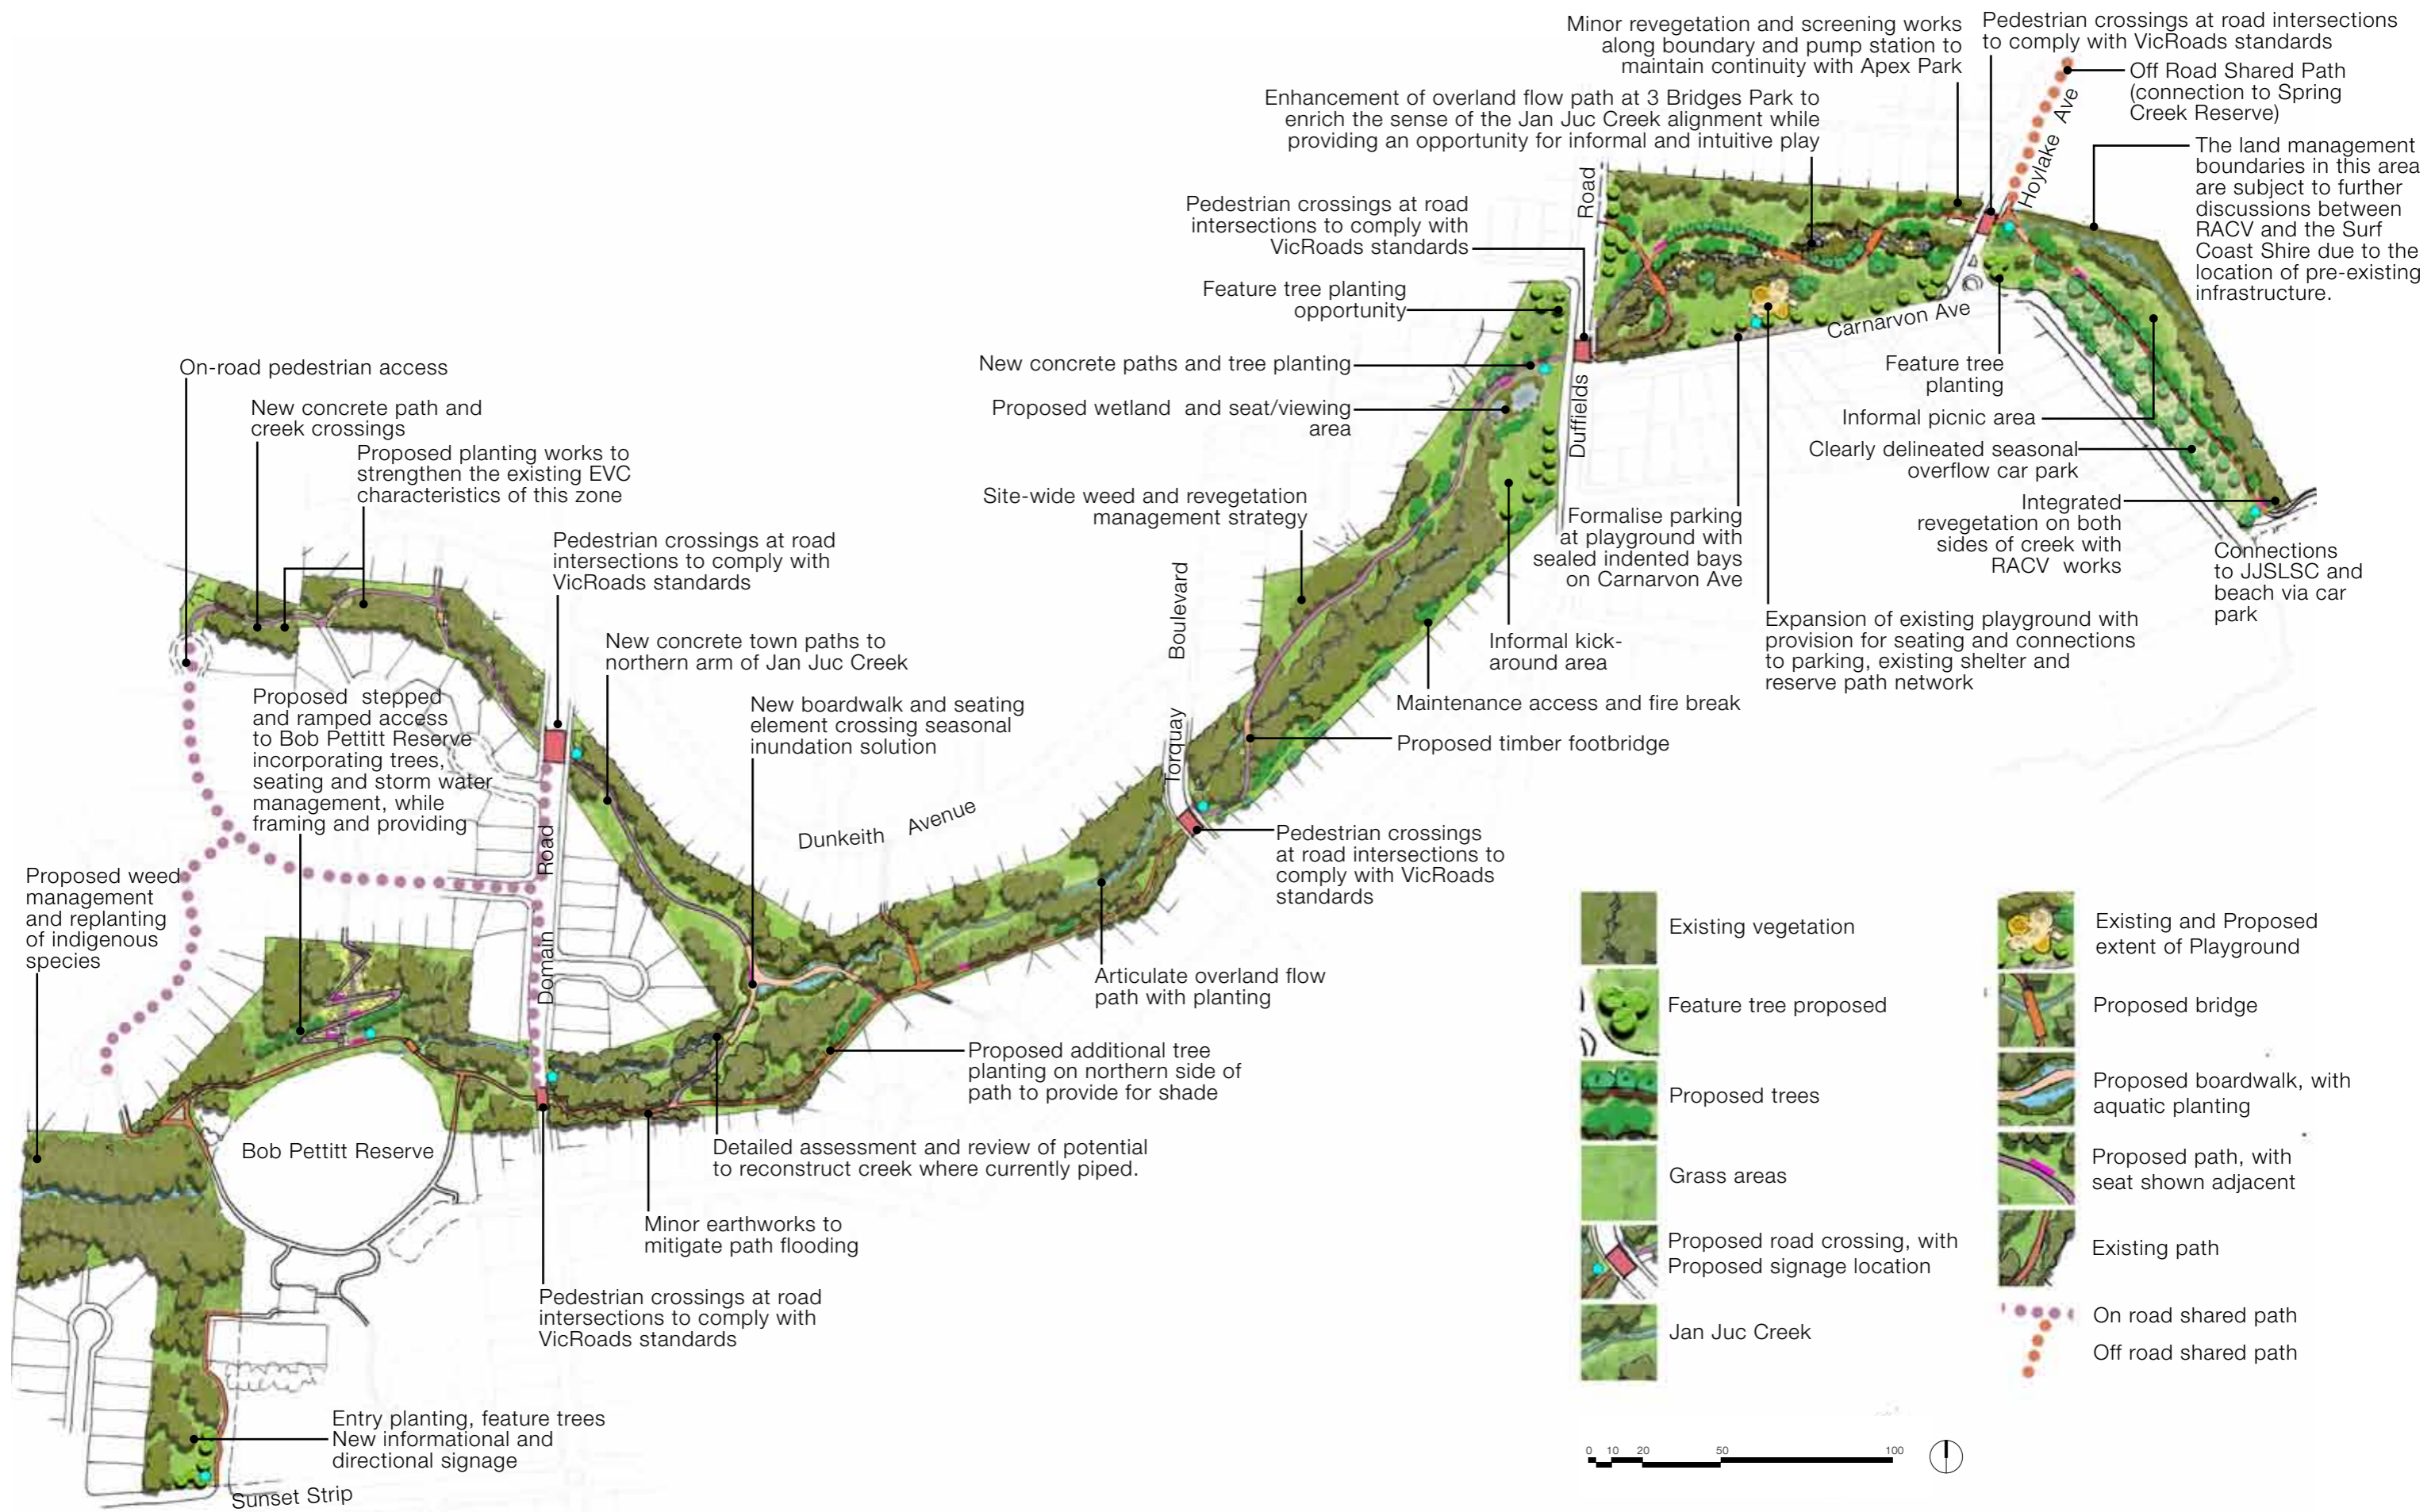 Minor revegetation and screening works
along boundary and pump station to
maintain continuity with Apex Park
Pedestrian crossings at road intersections
to comply with VicRoads standards
Off Road Shared Path
(connection to Spring
Creek Reserve)
Hoylake Ave
Enhancement of overland flow path at 3 Bridges Park to
enrich the sense of the Jan Juc Creek alignment while
providing an opportunity for informal and intuitive play
The land management
boundaries in this area
are subject to further
discussions between
RACV and the Surf
Coast Shire due to the
location of pre-existing
infrastructure.
Pedestrian crossings at road
intersections to comply with
VicRoads standards
Feature tree planting
opportunity
New concrete paths and tree planting
Proposed wetland and seat/viewing
area
Site-wide weed and revegetation
management strategy
Duffields Road
Carnarvon Ave
Feature tree
planting
Informal picnic area
Clearly delineated seasonal
overflow car park
Integrated
revegetation on both
sides of creek with
RACV works
Connections
to JJSLSC and
beach via car
park
Formalise parking
at playground with
sealed indented bays
on Carnarvon Ave
Expansion of existing playground with
provision for seating and connections
to parking, existing shelter and
reserve path network
Informal kick-
around area
Maintenance access and fire break
Proposed timber footbridge
Torquay Boulevard
Pedestrian crossings
at road intersections to
comply with VicRoads
standards
On-road pedestrian access
New concrete path and
creek crossings
Proposed planting works to
strengthen the existing EVC
characteristics of this zone
Pedestrian crossings at road
intersections to comply with
VicRoads standards
New concrete town paths to
northern arm of Jan Juc Creek
New boardwalk and seating
element crossing seasonal
inundation solution
Proposed stepped
and ramped access
to Bob Pettitt Reserve
incorporating trees,
seating and storm water
management, while
framing and providing
Dunkeith Avenue
Domain Road
Proposed weed
management
and replanting
of indigenous
species
Articulate overland flow
path with planting
Proposed additional tree
planting on northern side of
path to provide for shade
Detailed assessment and review of potential
to reconstruct creek where currently piped.
Bob Pettitt Reserve
Minor earthworks to
mitigate path flooding
Pedestrian crossings at road
intersections to comply with
VicRoads standards
Entry planting, feature trees
New informational and
directional signage
Sunset Strip
Existing vegetation
Feature tree proposed
Proposed trees
Grass areas
Proposed road crossing, with
Proposed signage location
Jan Juc Creek
Existing and Proposed
extent of Playground
Proposed bridge
Proposed boardwalk, with
aquatic planting
Proposed path, with
seat shown adjacent
Existing path
On road shared path
Off road shared path
0 10 20 50 100